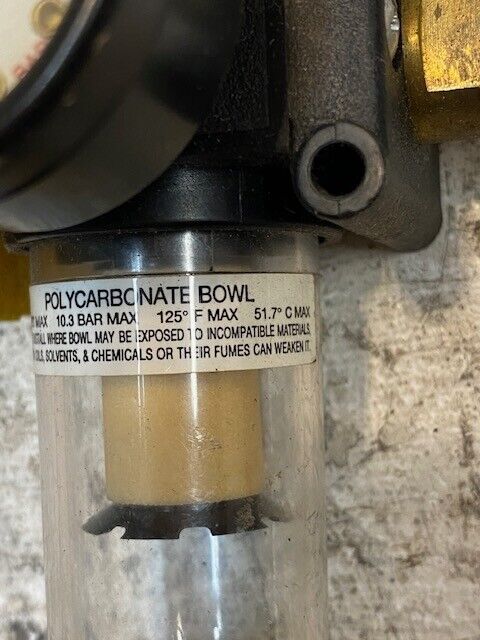 POLYCARBONATE BOWL
MAX 10.3 BAR MAX 125° F MAX 51.7° C MAX
WHERE BOWL MAY BE EXPOSED TO INCOMPATIBLE MATERIALS,
OILS, SOLVENTS, & CHEMICALS OR THEIR FUMES CAN WEAKEN IT.